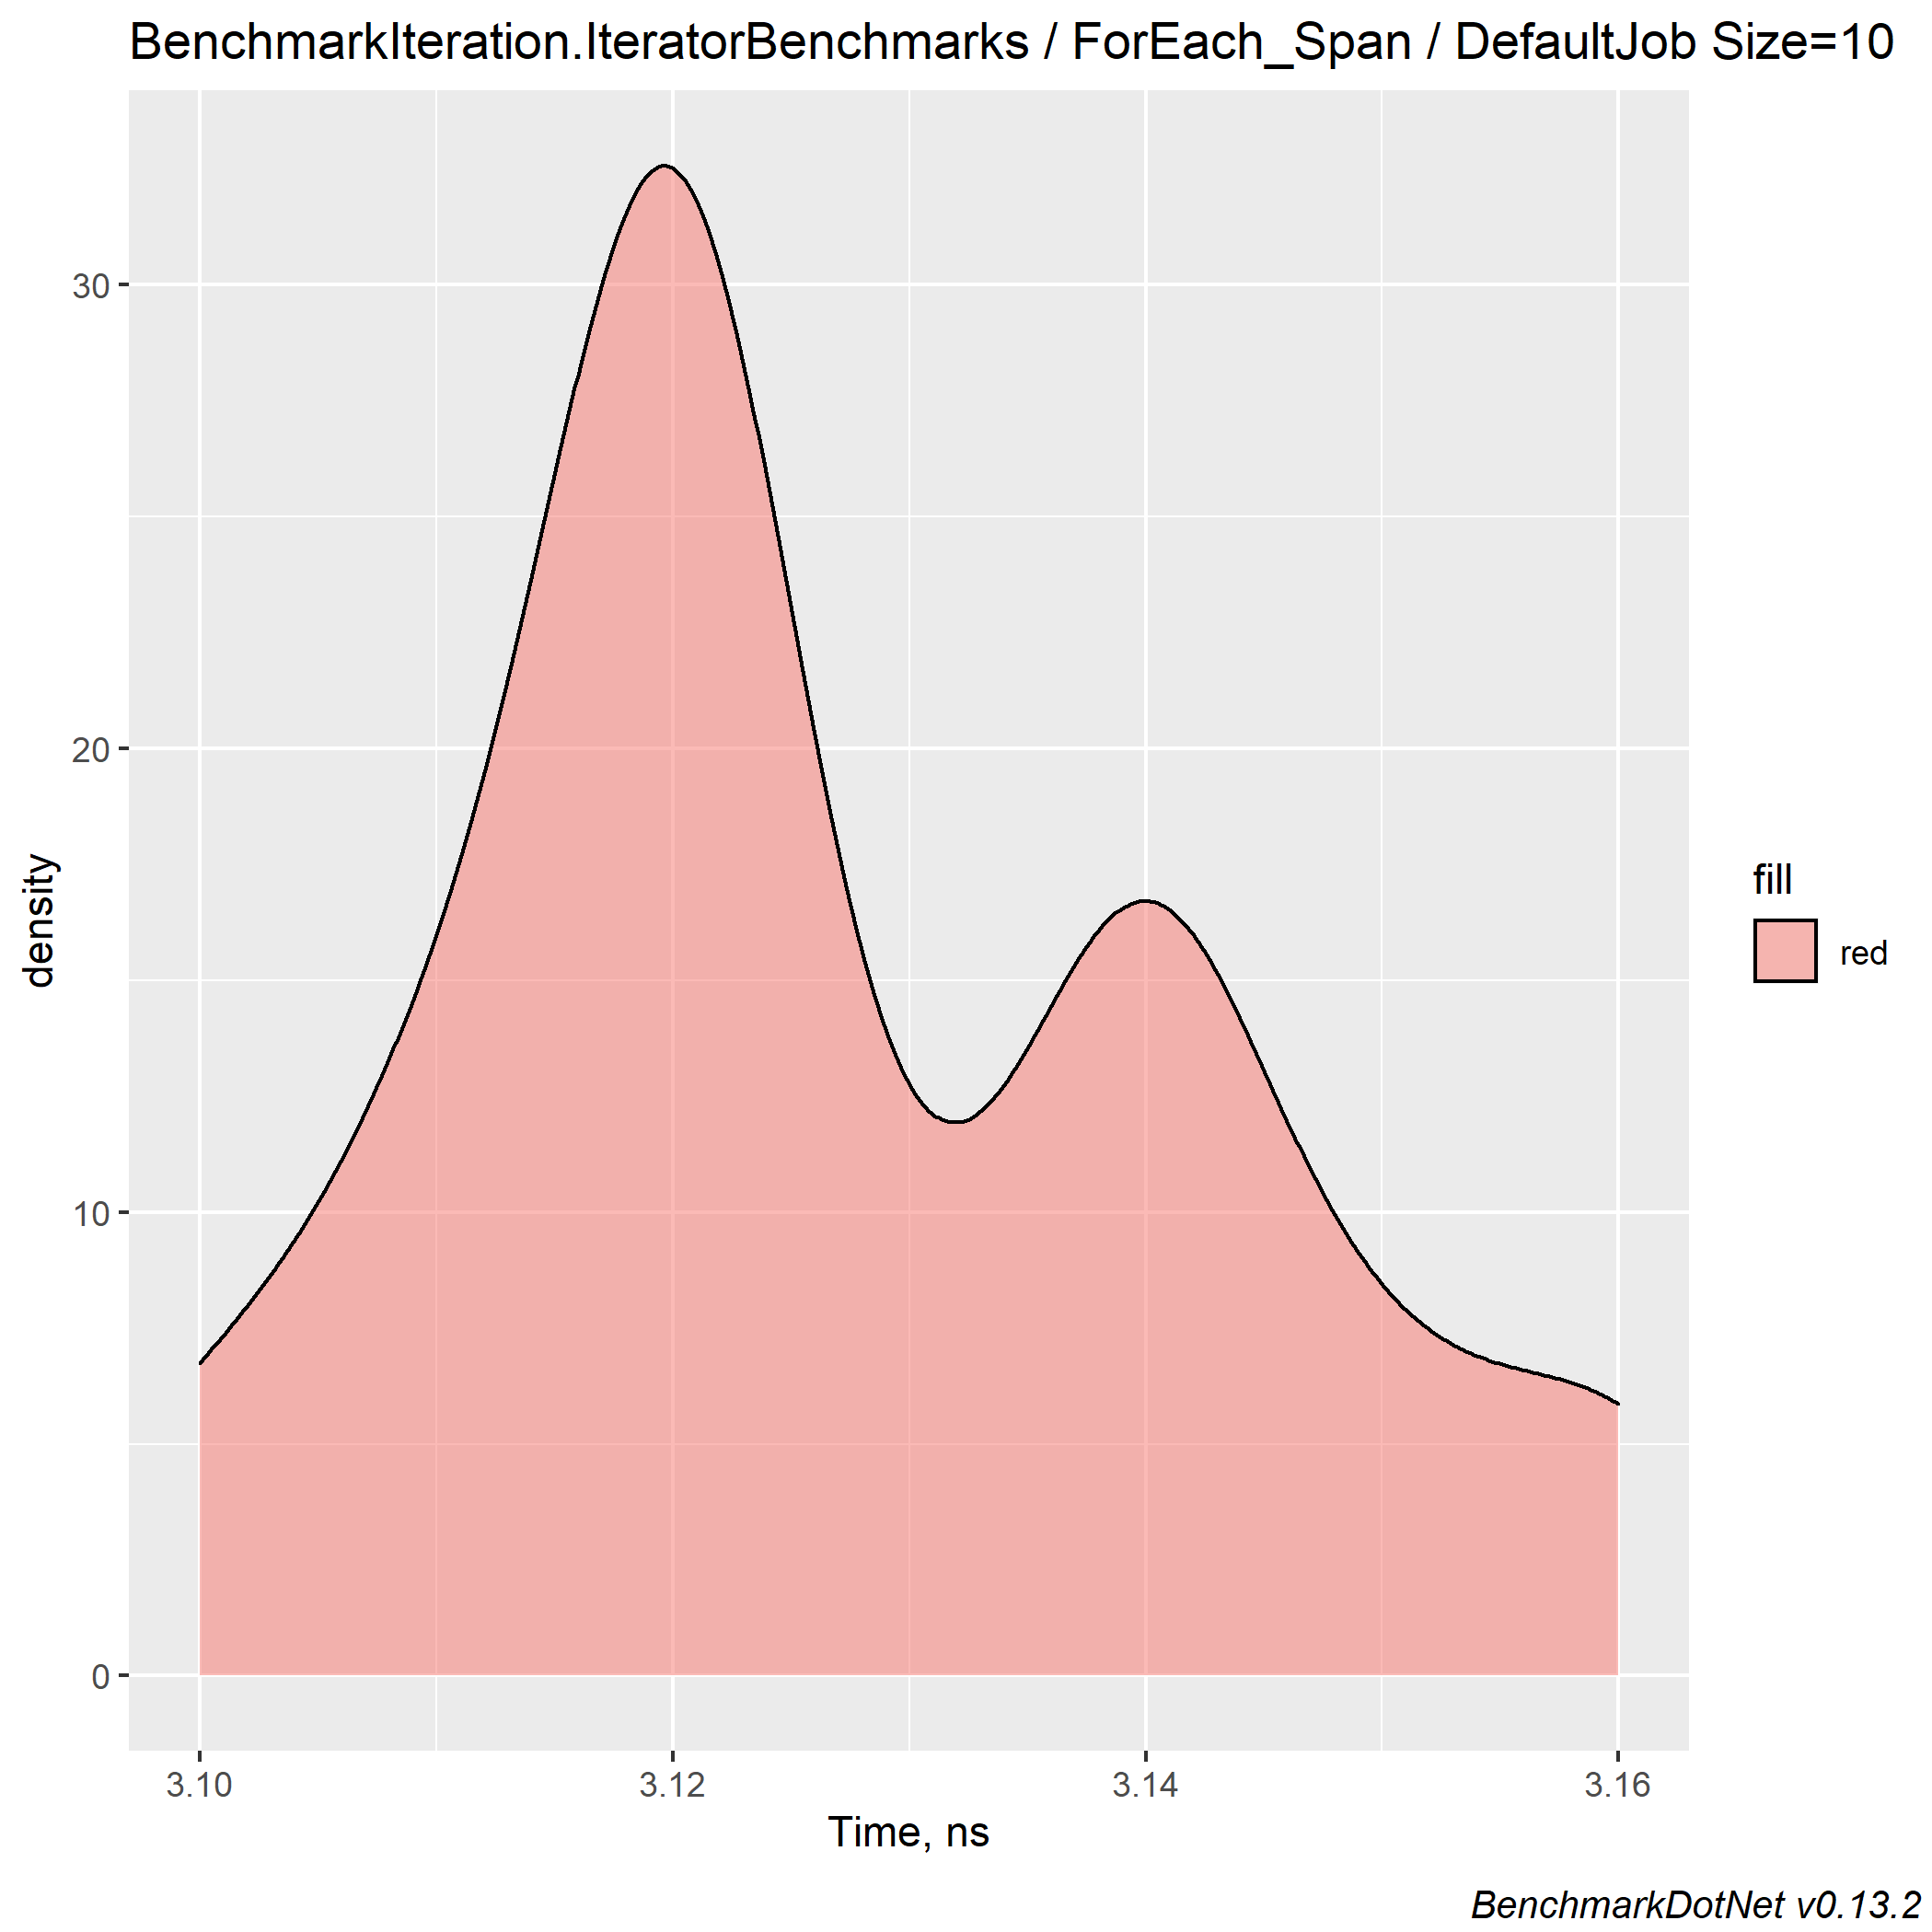 BenchmarkIteration.IteratorBenchmarks / ForEach_Span / DefaultJob Size=10
30
20
10
0
density
3.10 3.12 3.14 3.16
Time, ns
fill
red
BenchmarkDotNet v0.13.2